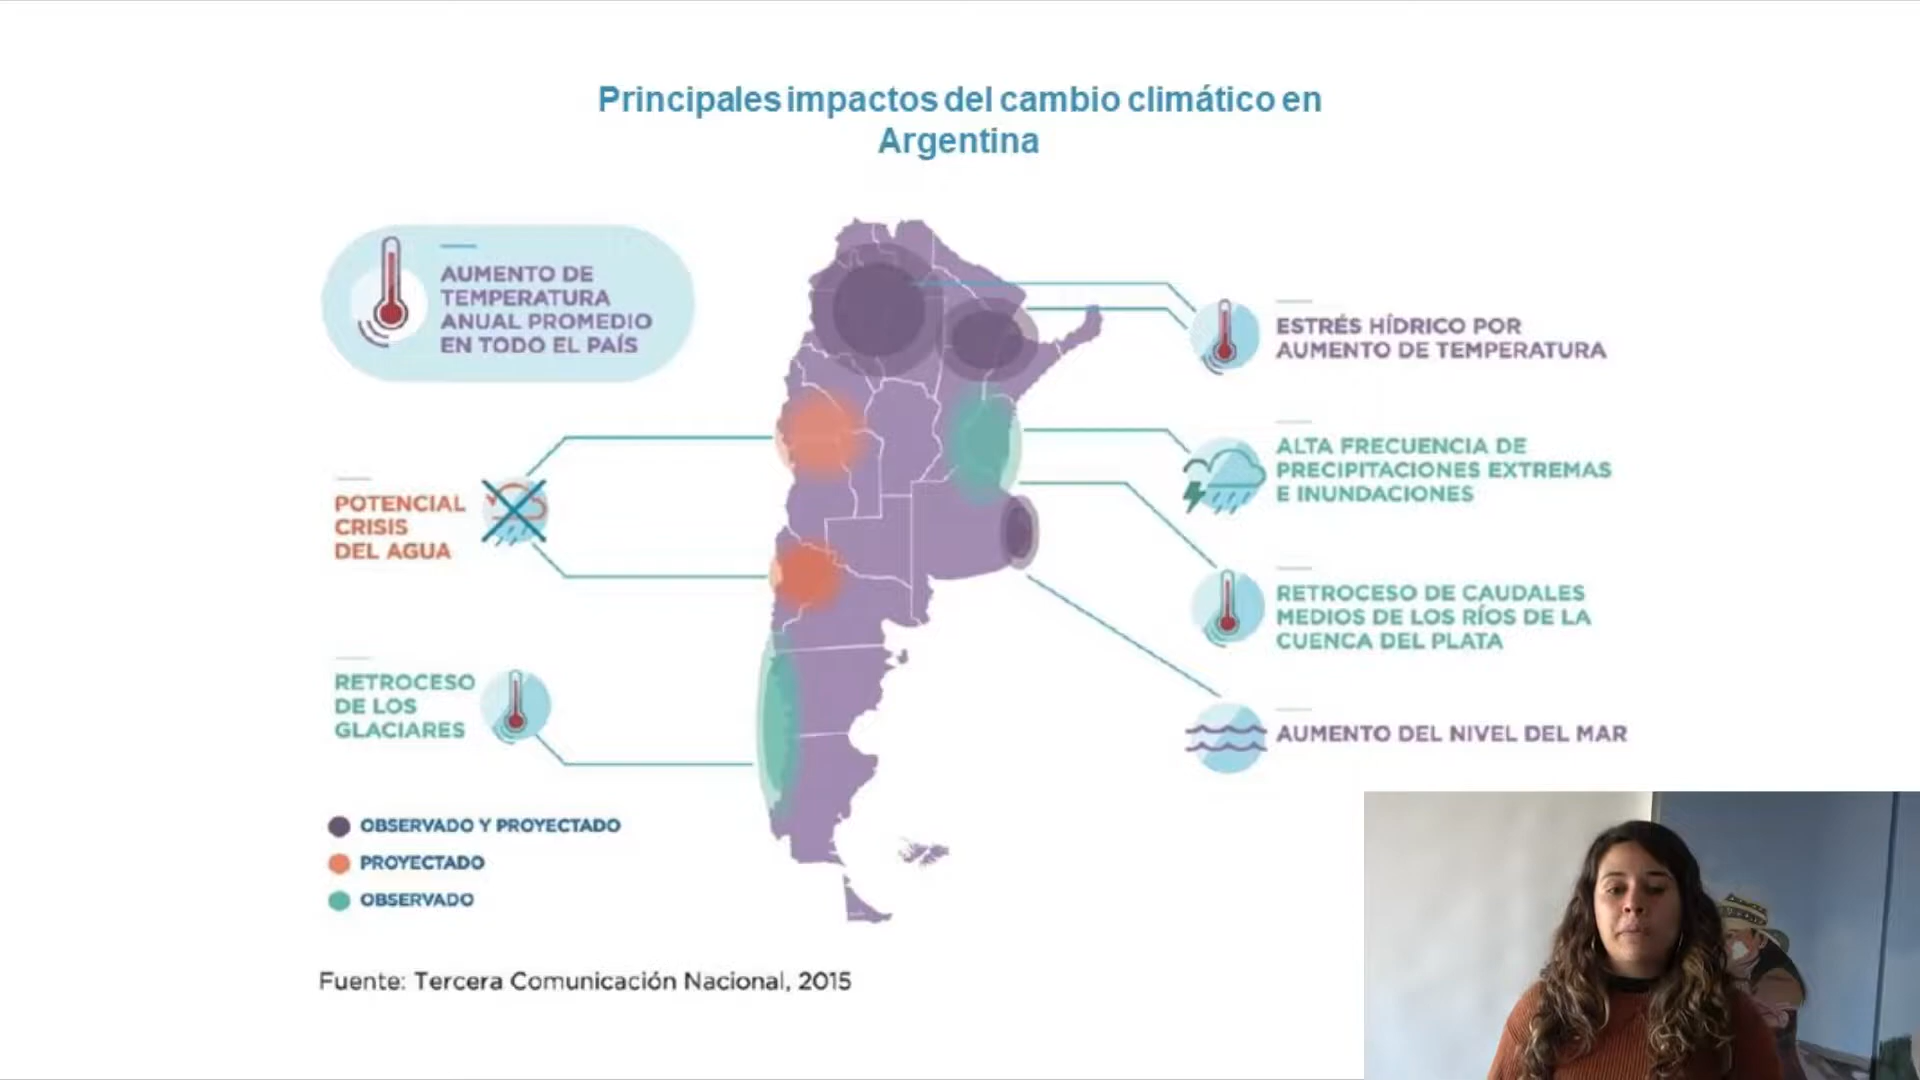 Principales impactos del cambio climático en
Argentina
AUMENTO DE
TEMPERATURA
ANUAL PROMEDIO
EN TODO EL PAÍS
POTENCIAL
CRISIS
DEL AGUA
RETROCESO
DE LOS
GLACIARES
ESTRÉS HÍDRICO POR
AUMENTO DE TEMPERATURA
ALTA FRECUENCIA DE
PRECIPITACIONES EXTREMAS
E INUNDACIONES
RETROCESO DE CAUDALES
MEDIOS DE LOS RÍOS DE LA
CUENCA DEL PLATA
AUMENTO DEL NIVEL DEL MAR
OBSERVADO Y PROYECTADO
PROYECTADO
OBSERVADO
Fuente: Tercera Comunicación Nacional, 2015